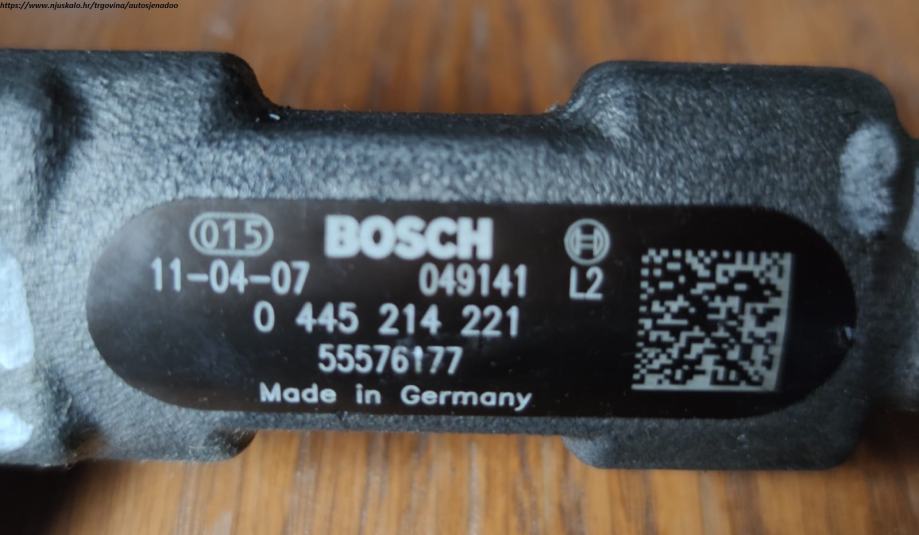 https://www.njuskalo.hr/trgovina/autosjenadoo
015 BOSCH
11-04-07 049141 L2
0 445 214 221
55576177
Made in Germany